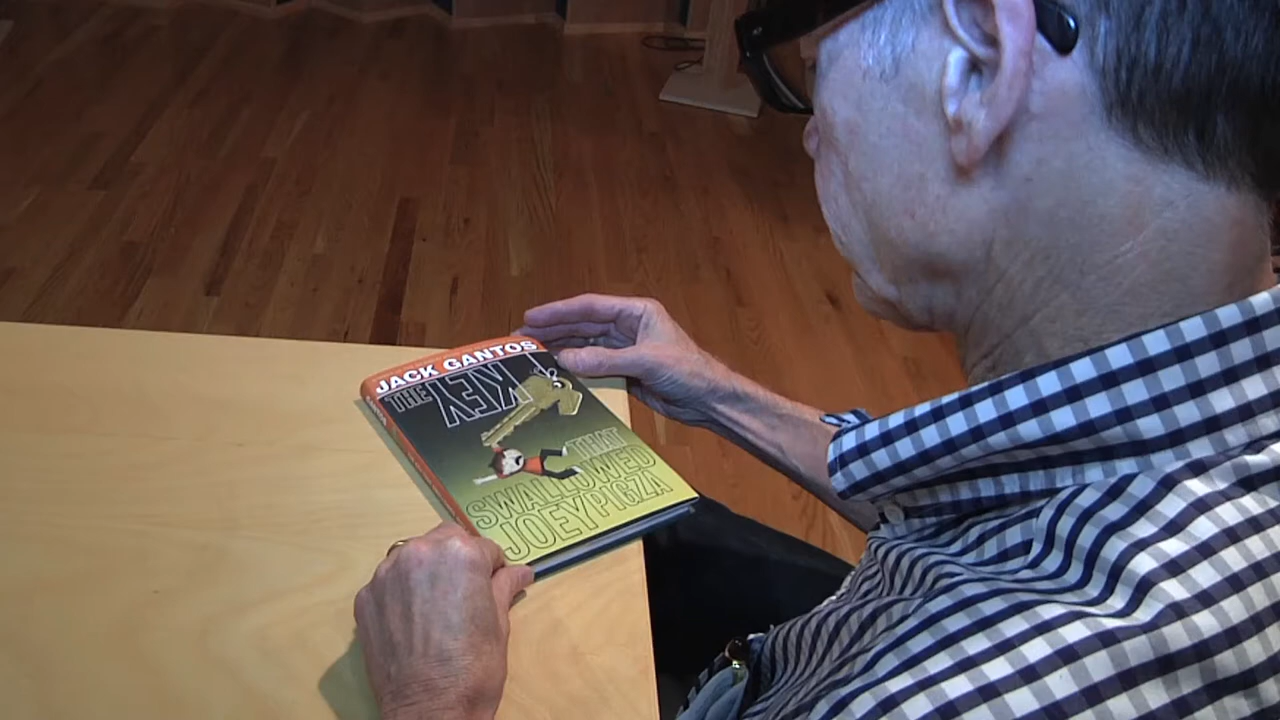 JACK GANTOS
THE
KEY
THAT
SWALLOWED
JOEY PIGZA